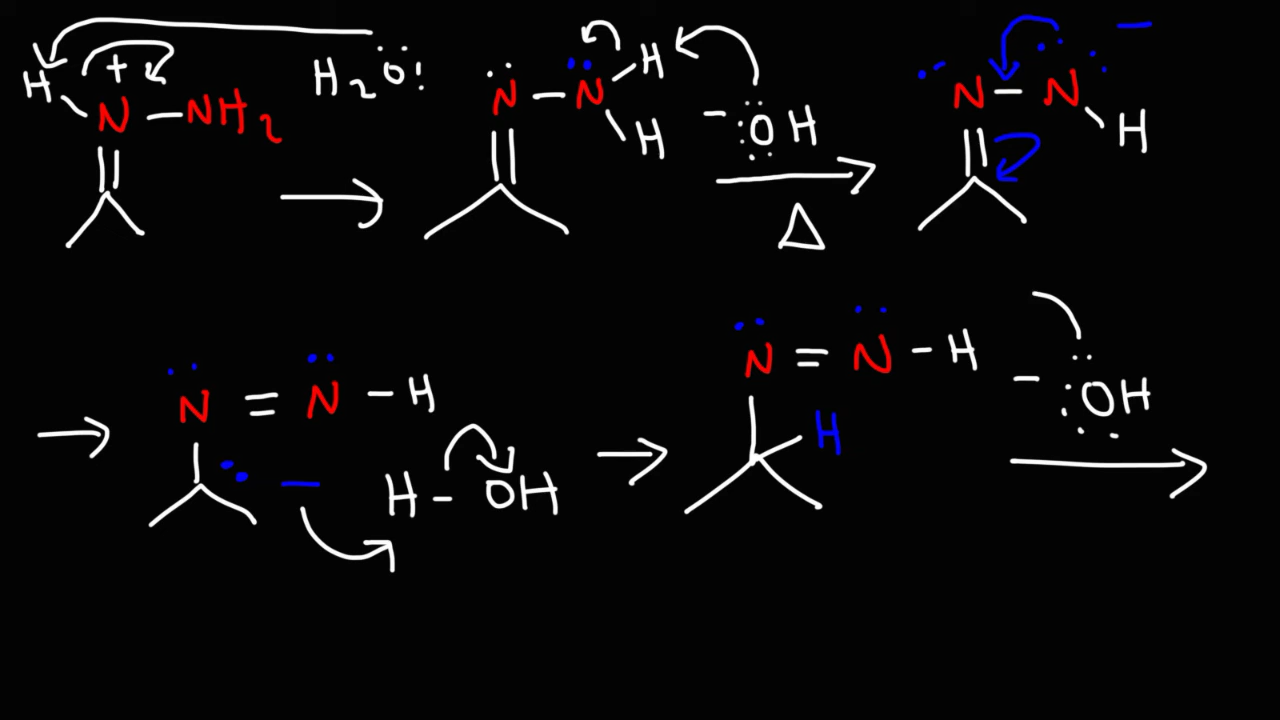 H N + NH2 H2O:
N N H H
- OH
Δ
N N H -
N = N - H
- H - OH
N = N - H
H
- OH